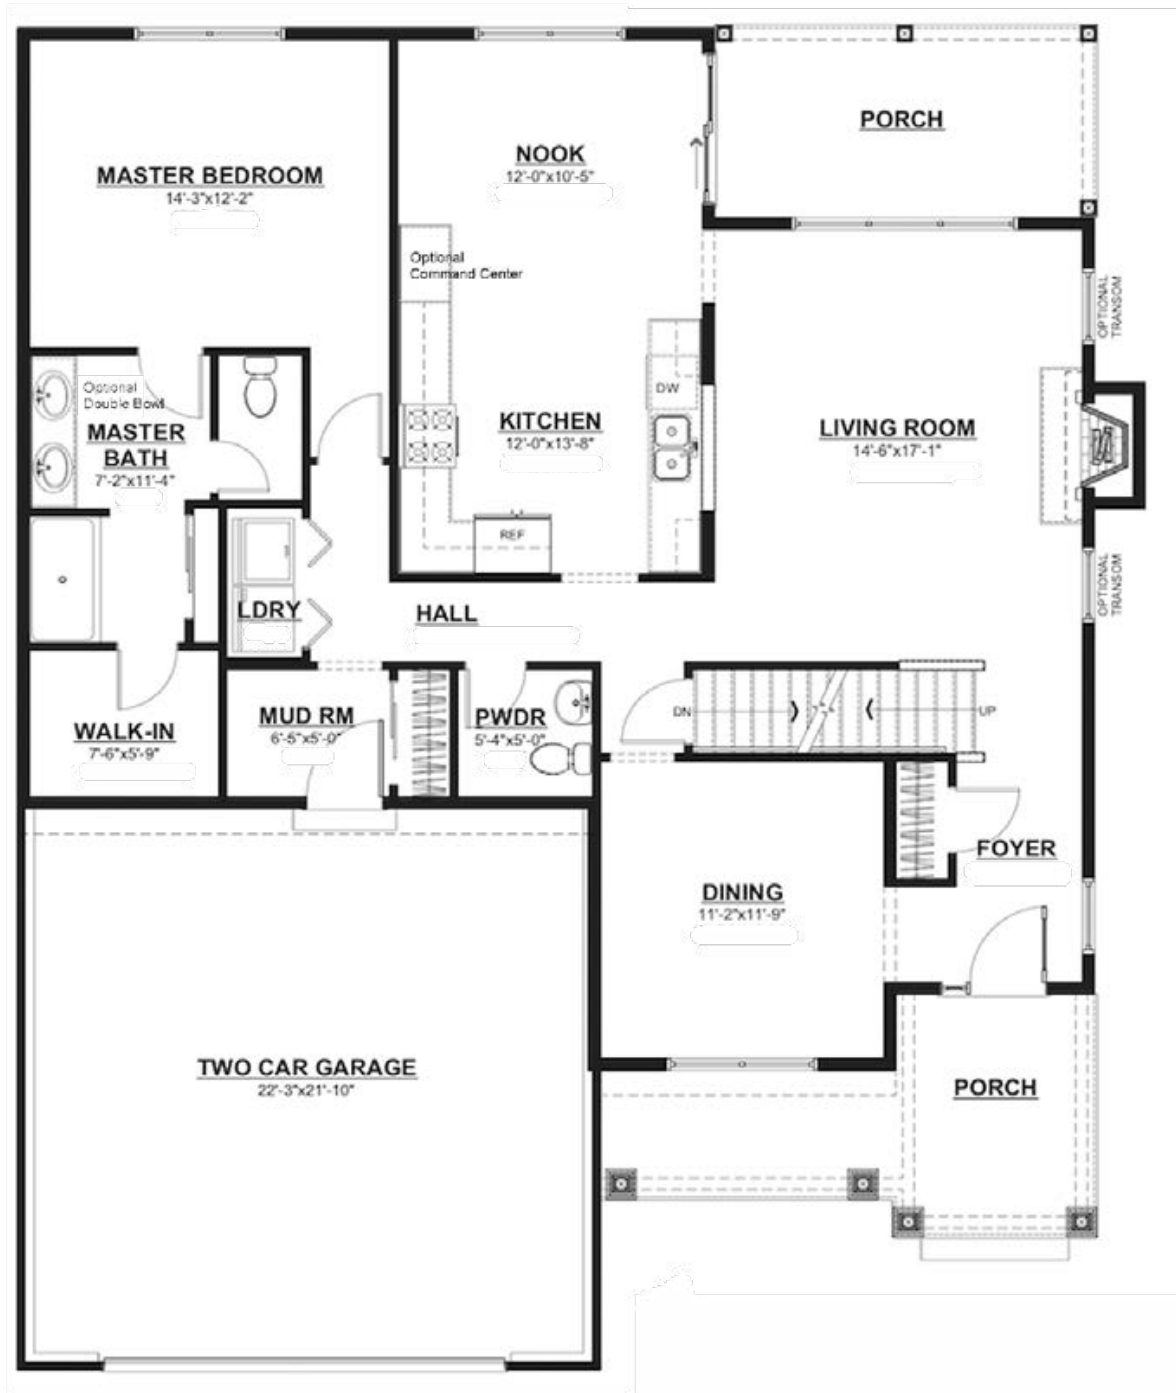 PORCH
NOOK
12'-0"x10'-5"
MASTER BEDROOM
14'-3"x12'-2"
Optional
Command Center
OPTIONAL
TRANSOM
Optional
Double Bowl
DW
KITCHEN
12'-0"x13'-8"
LIVING ROOM
14'-6"x17'-1"
MASTER
BATH
7'-2"x11'-4"
REF
OPTIONAL
TRANSOM
LDRY
HALL
MUD RM
6'-5"x5'-0"
PWDR
5'-4"x5'-0"
DN
UP
WALK-IN
7'-6"x5'-9"
FOYER
DINING
11'-2"x11'-9"
TWO CAR GARAGE
22'-3"x21'-10"
PORCH